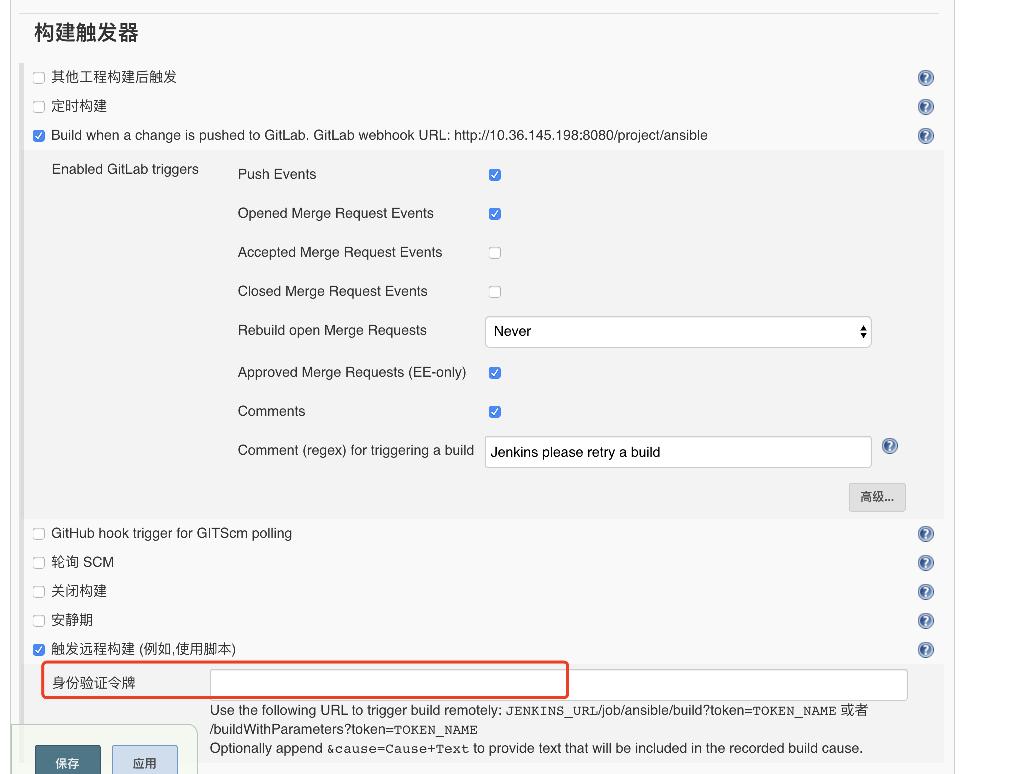 构建触发器
其他工程构建后触发
定时构建
Build when a change is pushed to GitLab. GitLab webhook URL: http://10.36.145.198:8080/project/ansible
Enabled GitLab triggers
Push Events
Opened Merge Request Events
Accepted Merge Request Events
Closed Merge Request Events
Rebuild open Merge Requests Never
Approved Merge Requests (EE-only)
Comments
Comment (regex) for triggering a build Jenkins please retry a build
高级...
GitHub hook trigger for GITScm polling
轮询 SCM
关闭构建
安静期
触发远程构建 (例如,使用脚本)
身份验证令牌
Use the following URL to trigger build remotely: JENKINS_URL/job/ansible/build?token=TOKEN_NAME 或者
/buildWithParameters?token=TOKEN_NAME
Optionally append &cause=Cause+Text to provide text that will be included in the recorded build cause.
保存 应用